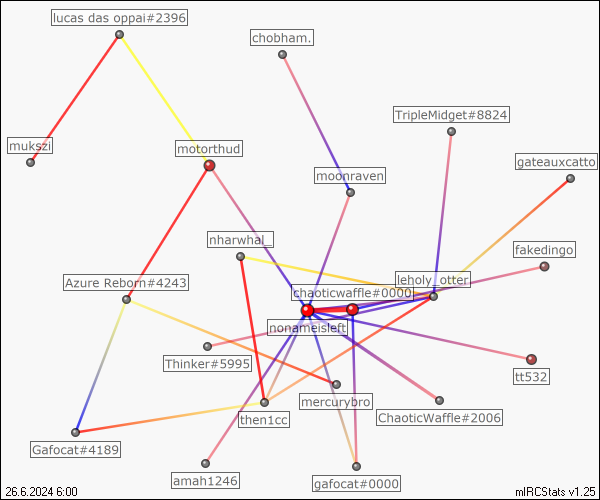 lucas das oppai#2396
chobham.
TripleMidget#8824
mukszi
motorthud
gateauxcatto
moonraven
nharwhal_
fakedingo
Azure Reborn#4243
leholy_otter
chaoticwaffle#0000
nonameisleft
Thinker#5995
tt532
mercurybro
ChaoticWaffle#2006
then1cc
Gafocat#4189
amah1246
gafocat#0000
26.6.2024 6:00
mIRCStats v1.25